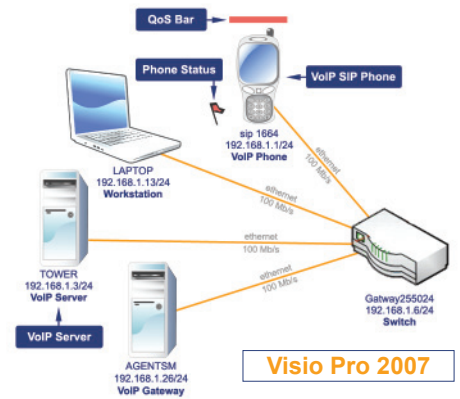 QoS Bar
Phone Status
VoIP SIP Phone
sip 1664
192.168.1.1/24
VoIP Phone
ethernet
100 Mb/s
LAPTOP
192.168.1.13/24
Workstation
ethernet
100 Mb/s
ethernet
100 Mb/s
TOWER
192.168.1.3/24
VoIP Server
ethernet
100 Mb/s
Gatway255024
192.168.1.6/24
Switch
VoIP Server
AGENTSM
192.168.1.26/24
VoIP Gateway
Visio Pro 2007